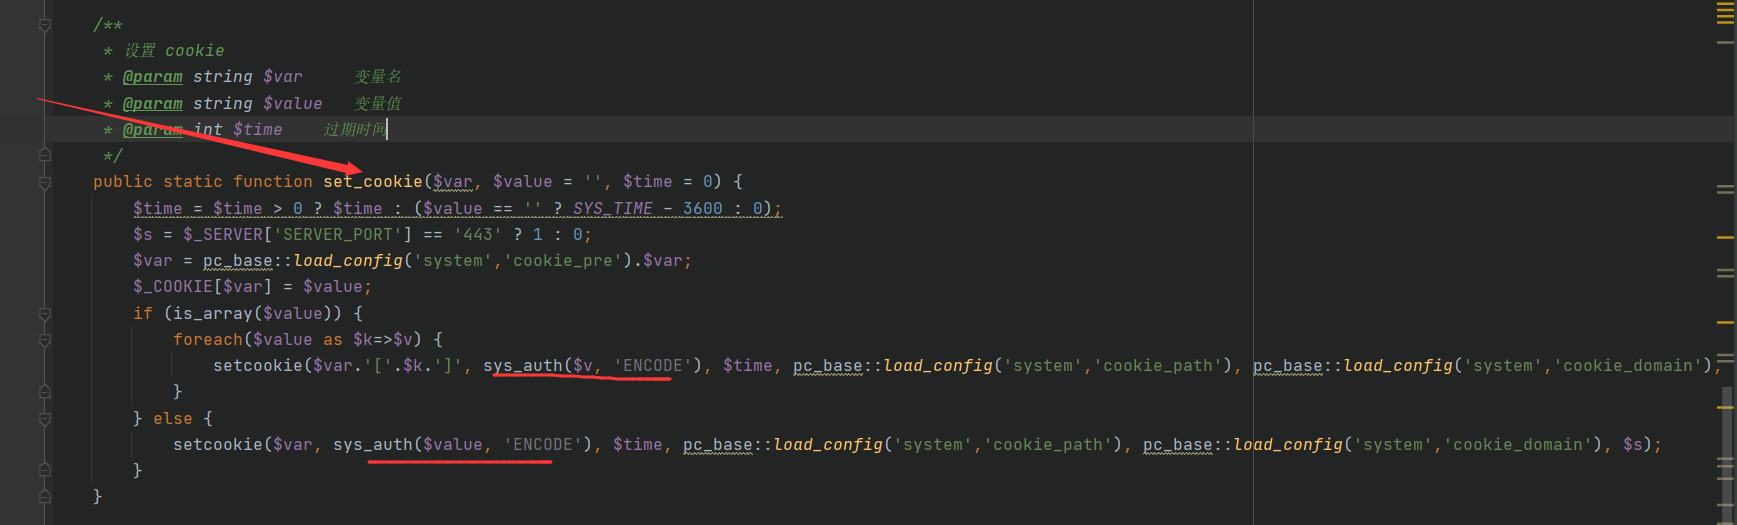 /**
 * 设置 cookie
 * @param string $var     变量名
 * @param string $value   变量值
 * @param int $time    过期时间
 */
public static function set_cookie($var, $value = '', $time = 0) {
    $time = $time > 0 ? $time : ($value == '' ? SYS_TIME - 3600 : 0);
    $s = $_SERVER['SERVER_PORT'] == '443' ? 1 : 0;
    $var = pc_base::load_config('system','cookie_pre').$var;
    $_COOKIE[$var] = $value;
    if (is_array($value)) {
        foreach($value as $k=>$v) {
            setcookie($var.'['.$k.']', sys_auth($v, 'ENCODE'), $time, pc_base::load_config('system','cookie_path'), pc_base::load_config('system','cookie_domain'),
        }
    } else {
        setcookie($var, sys_auth($value, 'ENCODE'), $time, pc_base::load_config('system','cookie_path'), pc_base::load_config('system','cookie_domain'), $s);
    }
}